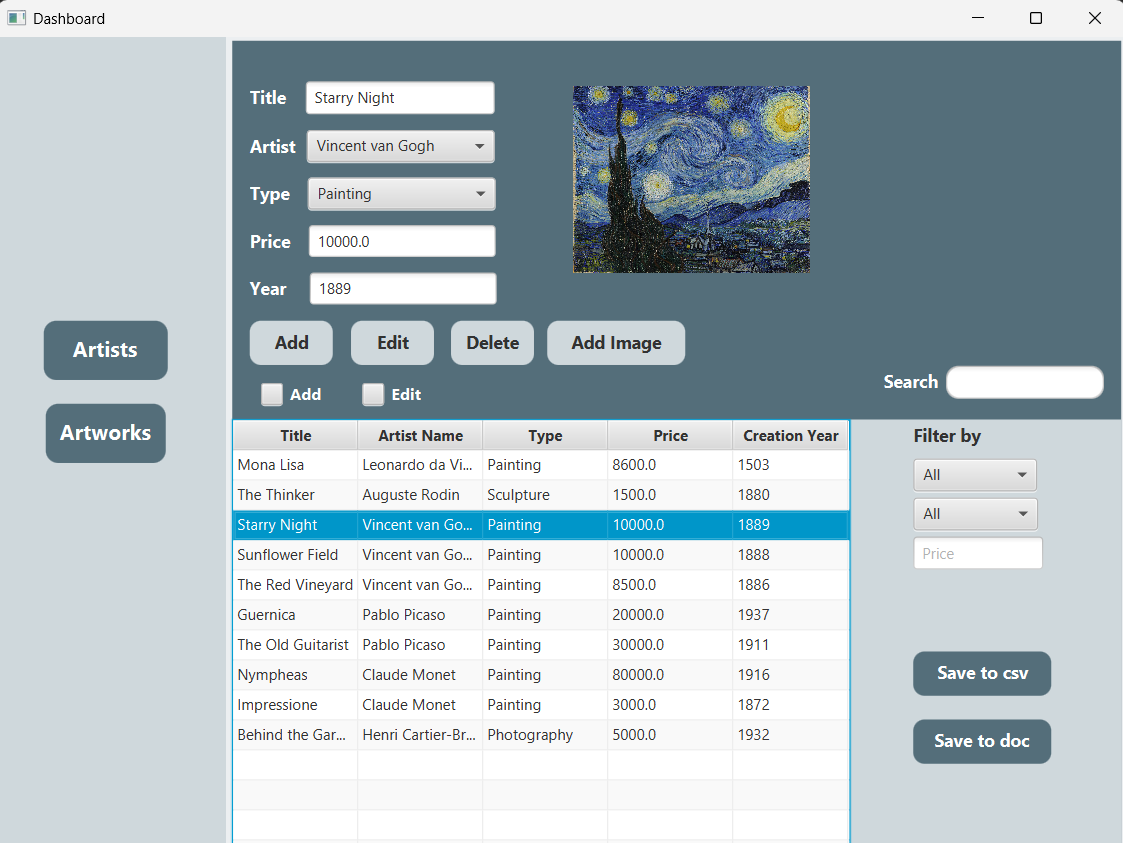 Dashboard
Title Starry Night
Artist Vincent van Gogh
Type Painting
Price 10000.0
Year 1889
Artists
Artworks
Add Edit Delete Add Image
Add Edit
Search
Title Artist Name Type Price Creation Year
Mona Lisa Leonardo da Vi... Painting 8600.0 1503
The Thinker Auguste Rodin Sculpture 1500.0 1880
Starry Night Vincent van Go... Painting 10000.0 1889
Sunflower Field Vincent van Go... Painting 10000.0 1888
The Red Vineyard Vincent van Go... Painting 8500.0 1886
Guernica Pablo Picaso Painting 20000.0 1937
The Old Guitarist Pablo Picaso Painting 30000.0 1911
Nympheas Claude Monet Painting 80000.0 1916
Impressione Claude Monet Painting 3000.0 1872
Behind the Gar... Henri Cartier-Br... Photography 5000.0 1932
Filter by
All
All
Price
Save to csv
Save to doc